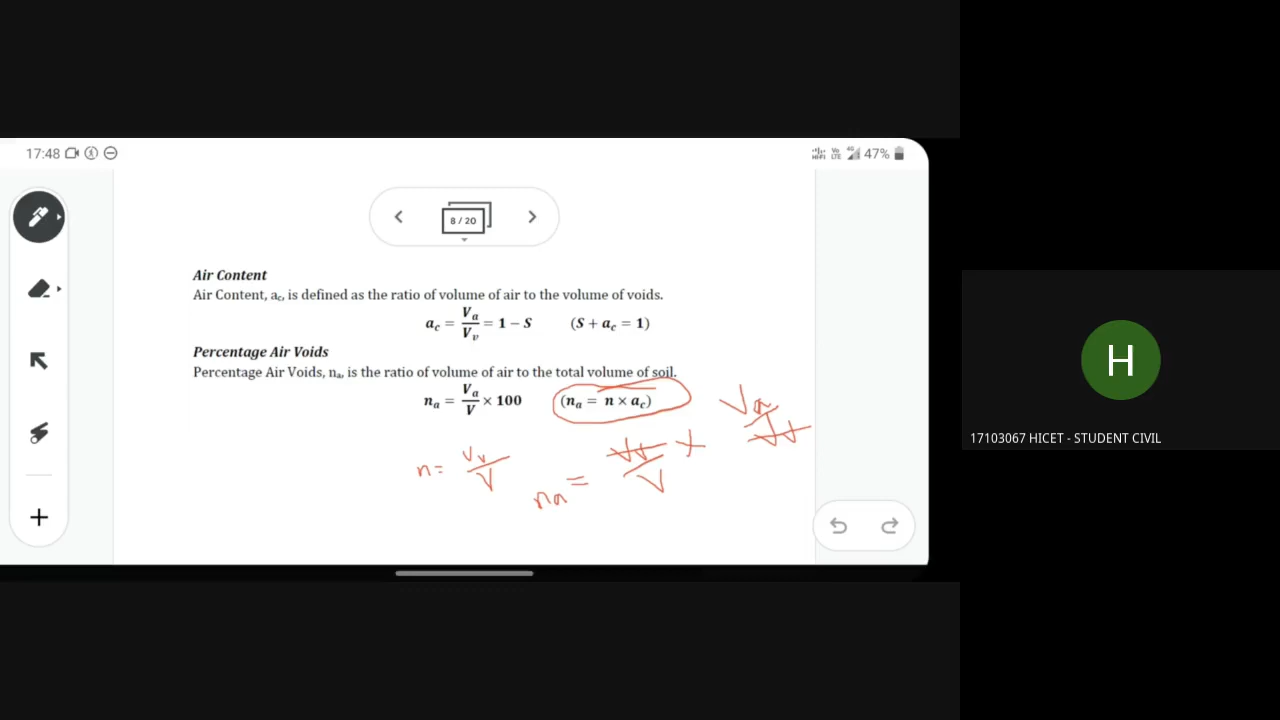 17:48
47%
8 / 20
Air Content
Air Content, ac, is defined as the ratio of volume of air to the volume of voids.
ac = Va/Vv = 1 − S (S + ac = 1)
Percentage Air Voids
Percentage Air Voids, na, is the ratio of volume of air to the total volume of soil.
na = Va/V × 100 (na = n × ac)
n = Vv/V
na = Vv/V × Va/Vv
H
17103067 HICET - STUDENT CIVIL